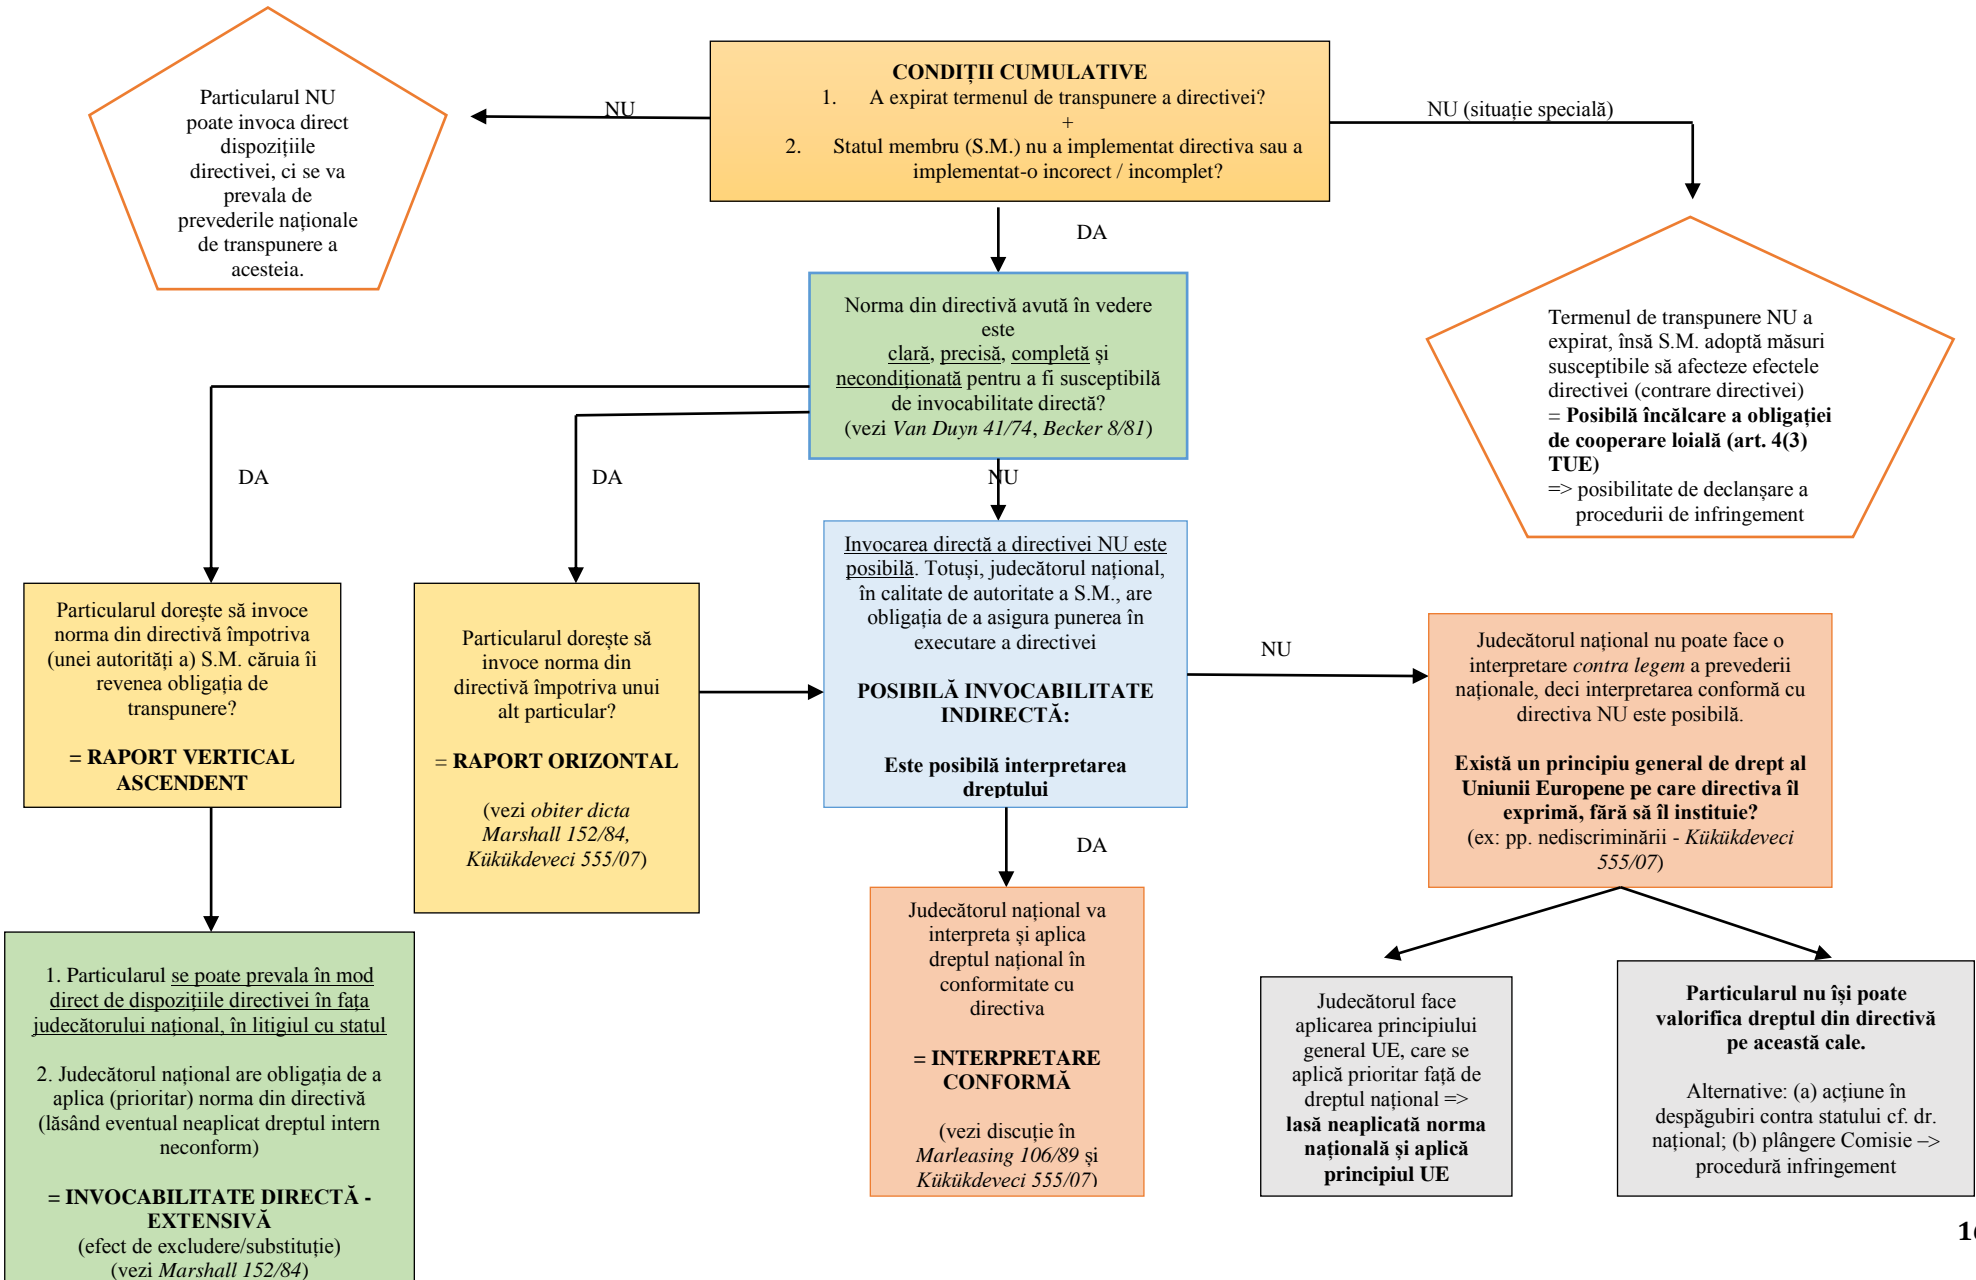 Particularul NU
poate invoca direct
dispozițiile
directivei, ci se va
prevala de
prevederile naționale
de transpunere a
acesteia.
NU
CONDIȚII CUMULATIVE
1. A expirat termenul de transpunere a directivei?
+
2. Statul membru (S.M.) nu a implementat directiva sau a
implementat-o incorect / incomplet?
NU (situație specială)
DA
Termenul de transpunere NU a
expirat, însă S.M. adoptă măsuri
susceptibile să afecteze efectele
directivei (contrare directivei)
= Posibilă încălcare a obligației
de cooperare loială (art. 4(3)
TUE)
=> posibilitate de declanșare a
procedurii de infringement
Norma din directivă avută în vedere
este
clară, precisă, completă și
necondiționată pentru a fi susceptibilă
de invocabilitate directă?
(vezi Van Duyn 41/74, Becker 8/81)
DA
DA
NU
Particularul dorește să invoce
norma din directivă împotriva
(unei autorități a) S.M. căruia îi
revenea obligația de
transpunere?
= RAPORT VERTICAL
ASCENDENT
Particularul dorește să
invoce norma din
directivă împotriva unui
alt particular?
= RAPORT ORIZONTAL
(vezi obiter dicta
Marshall 152/84,
Kükükdeveci 555/07)
Invocarea directă a directivei NU este
posibilă. Totuși, judecătorul național,
în calitate de autoritate a S.M., are
obligația de a asigura punerea în
executare a directivei
POSIBILĂ INVOCABILITATE
INDIRECTĂ:
Este posibilă interpretarea
dreptului
NU
Judecătorul național nu poate face o
interpretare contra legem a prevederii
naționale, deci interpretarea conformă cu
directiva NU este posibilă.
Există un principiu general de drept al
Uniunii Europene pe care directiva îl
exprimă, fără să îl instituie?
(ex: pp. nediscriminării - Kükükdeveci
555/07)
DA
1. Particularul se poate prevala în mod
direct de dispozițiile directivei în fața
judecătorului național, în litigiul cu statul
2. Judecătorul național are obligația de a
aplica (prioritar) norma din directivă
(lăsând eventual neaplicat dreptul intern
neconform)
= INVOCABILITATE DIRECTĂ -
EXTENSIVĂ
(efect de excludere/substituție)
(vezi Marshall 152/84)
Judecătorul național va
interpreta și aplica
dreptul național în
conformitate cu
directiva
= INTERPRETARE
CONFORMĂ
(vezi discuție în
Marleasing 106/89 și
Kükükdeveci 555/07)
Judecătorul face
aplicarea principiului
general UE, care se
aplică prioritar față de
dreptul național =>
lasă neaplicată norma
națională și aplică
principiul UE
Particularul nu își poate
valorifica dreptul din directivă
pe această cale.
Alternative: (a) acțiune în
despăgubiri contra statului cf. dr.
național; (b) plângere Comisie –>
procedură infringement